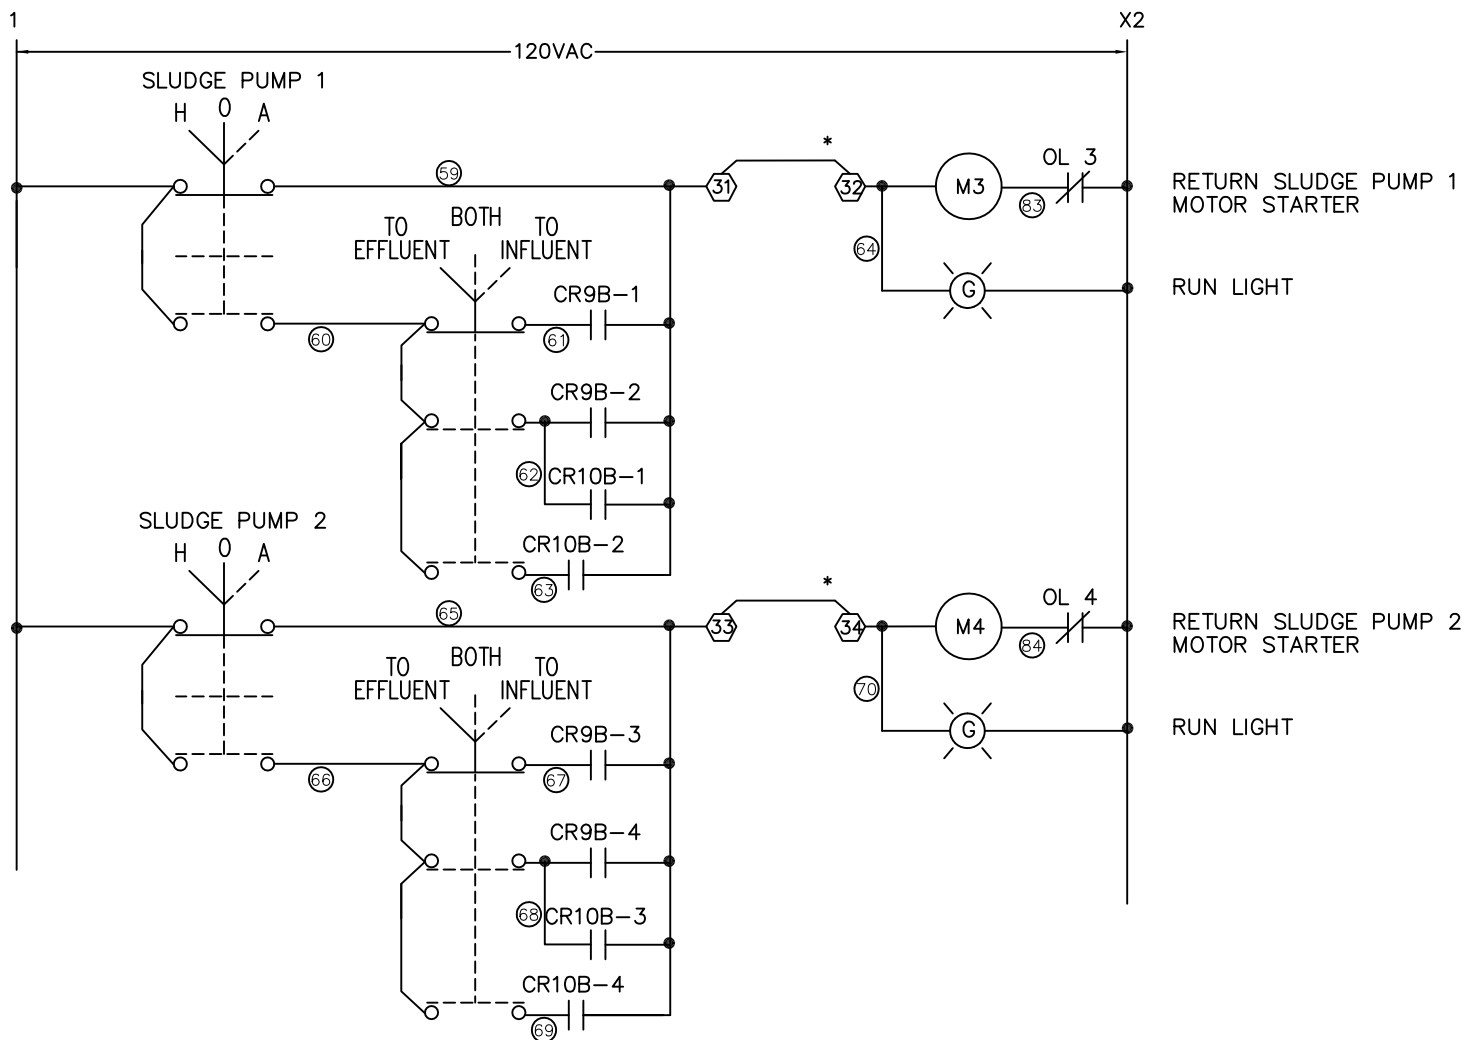 1
X2
120VAC
SLUDGE PUMP 1
H O A
59
*
31
32
M3
OL 3
83
RETURN SLUDGE PUMP 1
MOTOR STARTER
64
G
RUN LIGHT
TO
EFFLUENT
BOTH
TO
INFLUENT
60
CR9B-1
61
CR9B-2
62
CR10B-1
CR10B-2
63
SLUDGE PUMP 2
H O A
65
*
33
34
M4
OL 4
84
RETURN SLUDGE PUMP 2
MOTOR STARTER
70
G
RUN LIGHT
TO
EFFLUENT
BOTH
TO
INFLUENT
66
CR9B-3
67
CR9B-4
68
CR10B-3
CR10B-4
69